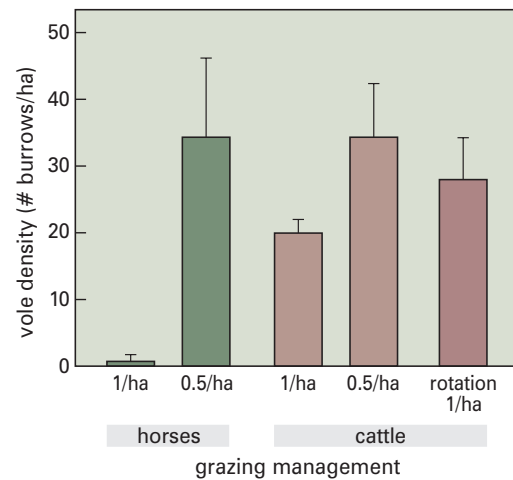 vole density (# burrows/ha)
50
40
30
20
10
0
1/ha 0.5/ha 1/ha 0.5/ha rotation
1/ha
horses cattle
grazing management